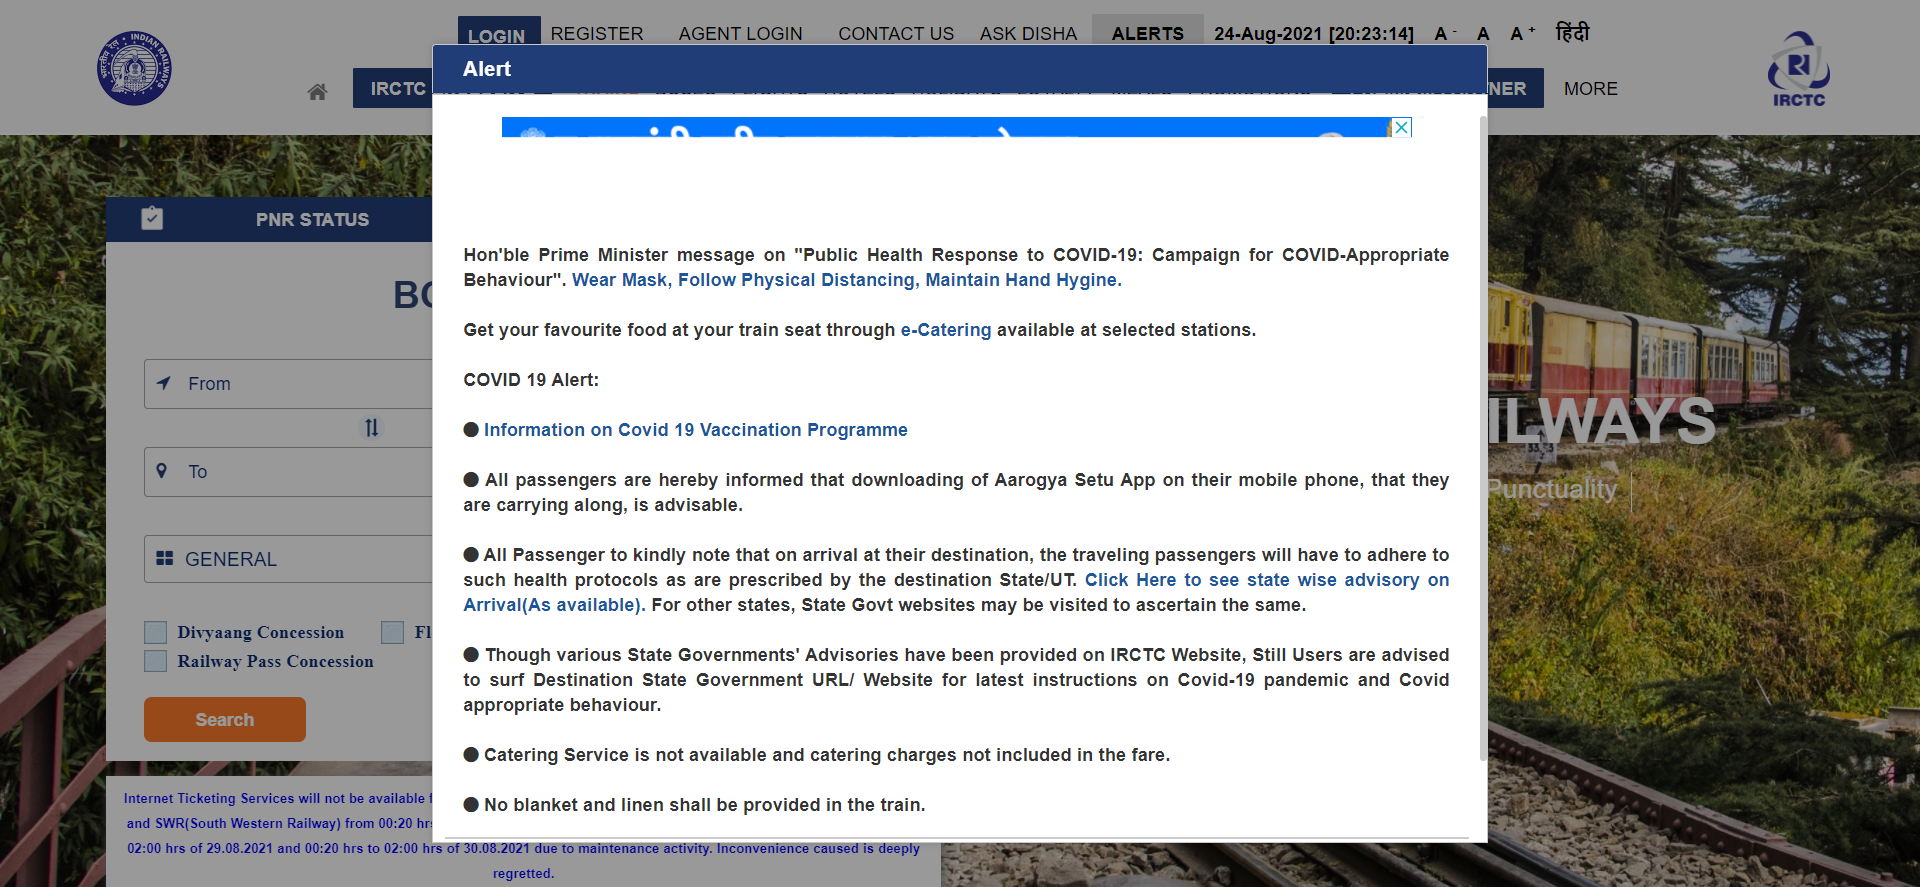 LOGIN REGISTER AGENT LOGIN CONTACT US ASK DISHA ALERTS 24-Aug-2021 [20:23:14] A - A A + हिंदी
INDIAN RAILWAYS
IRCTC
NER MORE
IRCTC
Alert
PNR STATUS
From
To
GENERAL
Divyaang Concession
Railway Pass Concession
Search
Internet Ticketing Services will not be available
and SWR(South Western Railway) from 00:20 hrs
02:00 hrs of 29.08.2021 and 00:20 hrs to 02:00 hrs of 30.08.2021 due to maintenance activity. Inconvenience caused is deeply
regretted.
Hon'ble Prime Minister message on "Public Health Response to COVID-19: Campaign for COVID-Appropriate
Behaviour". Wear Mask, Follow Physical Distancing, Maintain Hand Hygine.
Get your favourite food at your train seat through e-Catering available at selected stations.
COVID 19 Alert:
● Information on Covid 19 Vaccination Programme
● All passengers are hereby informed that downloading of Aarogya Setu App on their mobile phone, that they
are carrying along, is advisable.
● All Passenger to kindly note that on arrival at their destination, the traveling passengers will have to adhere to
such health protocols as are prescribed by the destination State/UT. Click Here to see state wise advisory on
Arrival(As available). For other states, State Govt websites may be visited to ascertain the same.
● Though various State Governments' Advisories have been provided on IRCTC Website, Still Users are advised
to surf Destination State Government URL/ Website for latest instructions on Covid-19 pandemic and Covid
appropriate behaviour.
● Catering Service is not available and catering charges not included in the fare.
● No blanket and linen shall be provided in the train.
ILWAYS
Punctuality